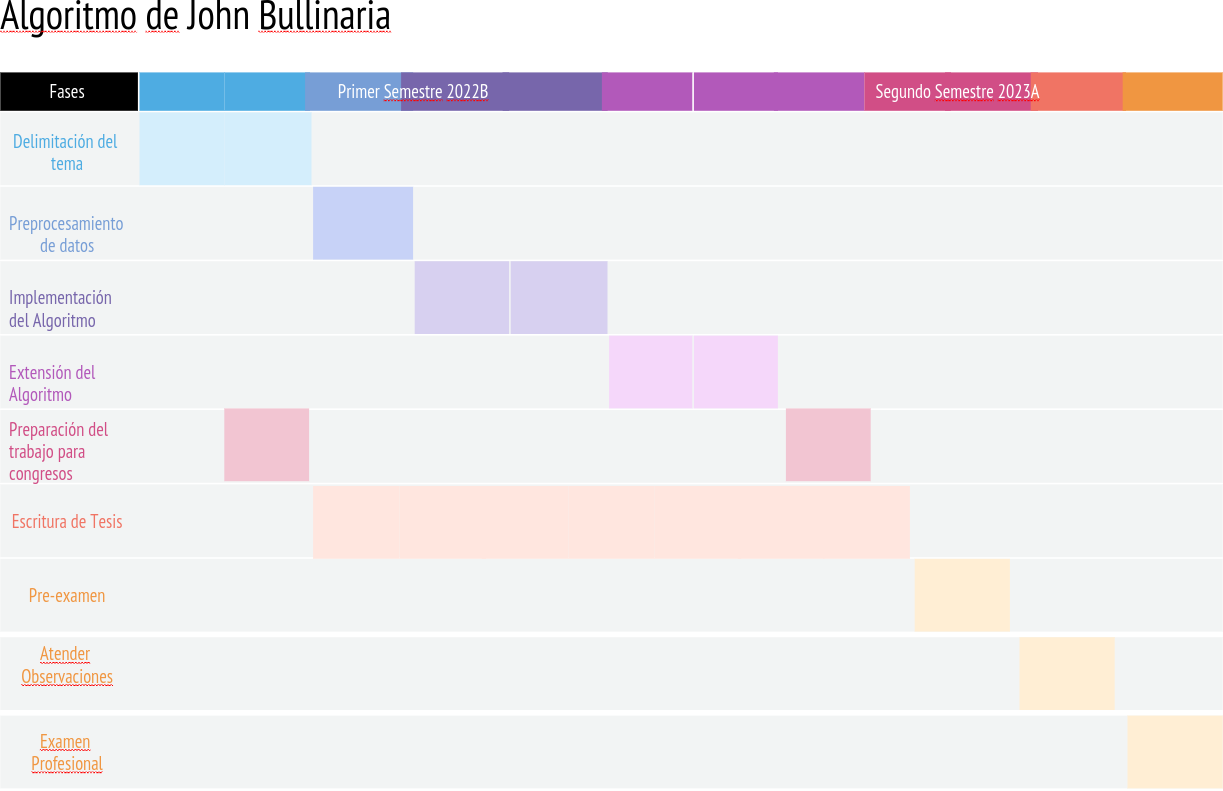 Algoritmo de John Bullinaria
Fases
Primer Semestre 2022B
Segundo Semestre 2023A
Delimitación del
tema
Preprocesamiento
de datos
Implementación
del Algoritmo
Extensión del
Algoritmo
Preparación del
trabajo para
congresos
Escritura de Tesis
Pre-examen
Atender
Observaciones
Examen
Profesional